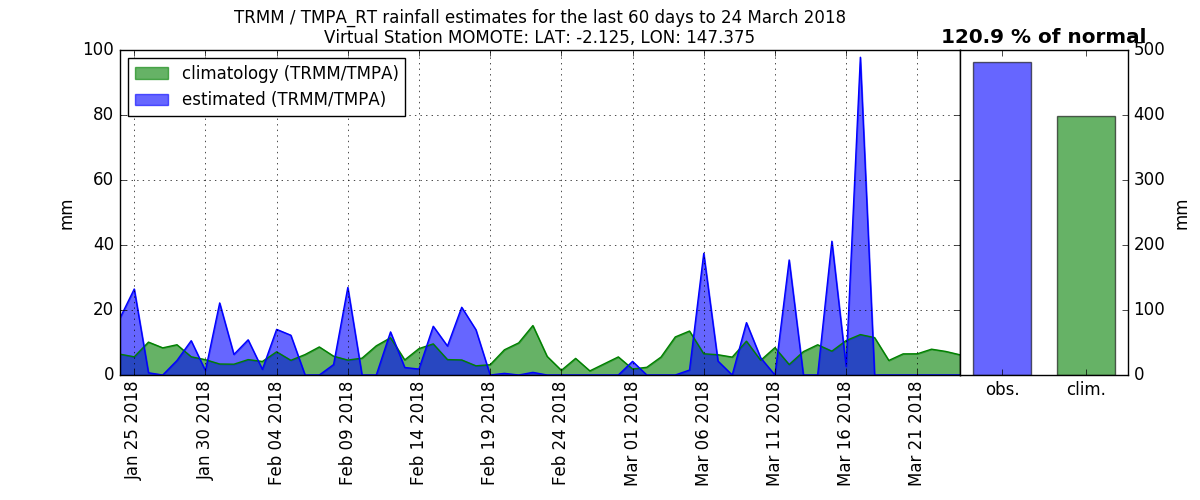 TRMM / TMPA_RT rainfall estimates for the last 60 days to 24 March 2018
Virtual Station MOMOTE: LAT: -2.125, LON: 147.375
120.9 % of normal
climatology (TRMM/TMPA)
estimated (TRMM/TMPA)
mm
100
80
60
40
20
0
Jan 25 2018
Jan 30 2018
Feb 04 2018
Feb 09 2018
Feb 14 2018
Feb 19 2018
Feb 24 2018
Mar 01 2018
Mar 06 2018
Mar 11 2018
Mar 16 2018
Mar 21 2018
obs.
clim.
500
400
300
200
100
0
mm